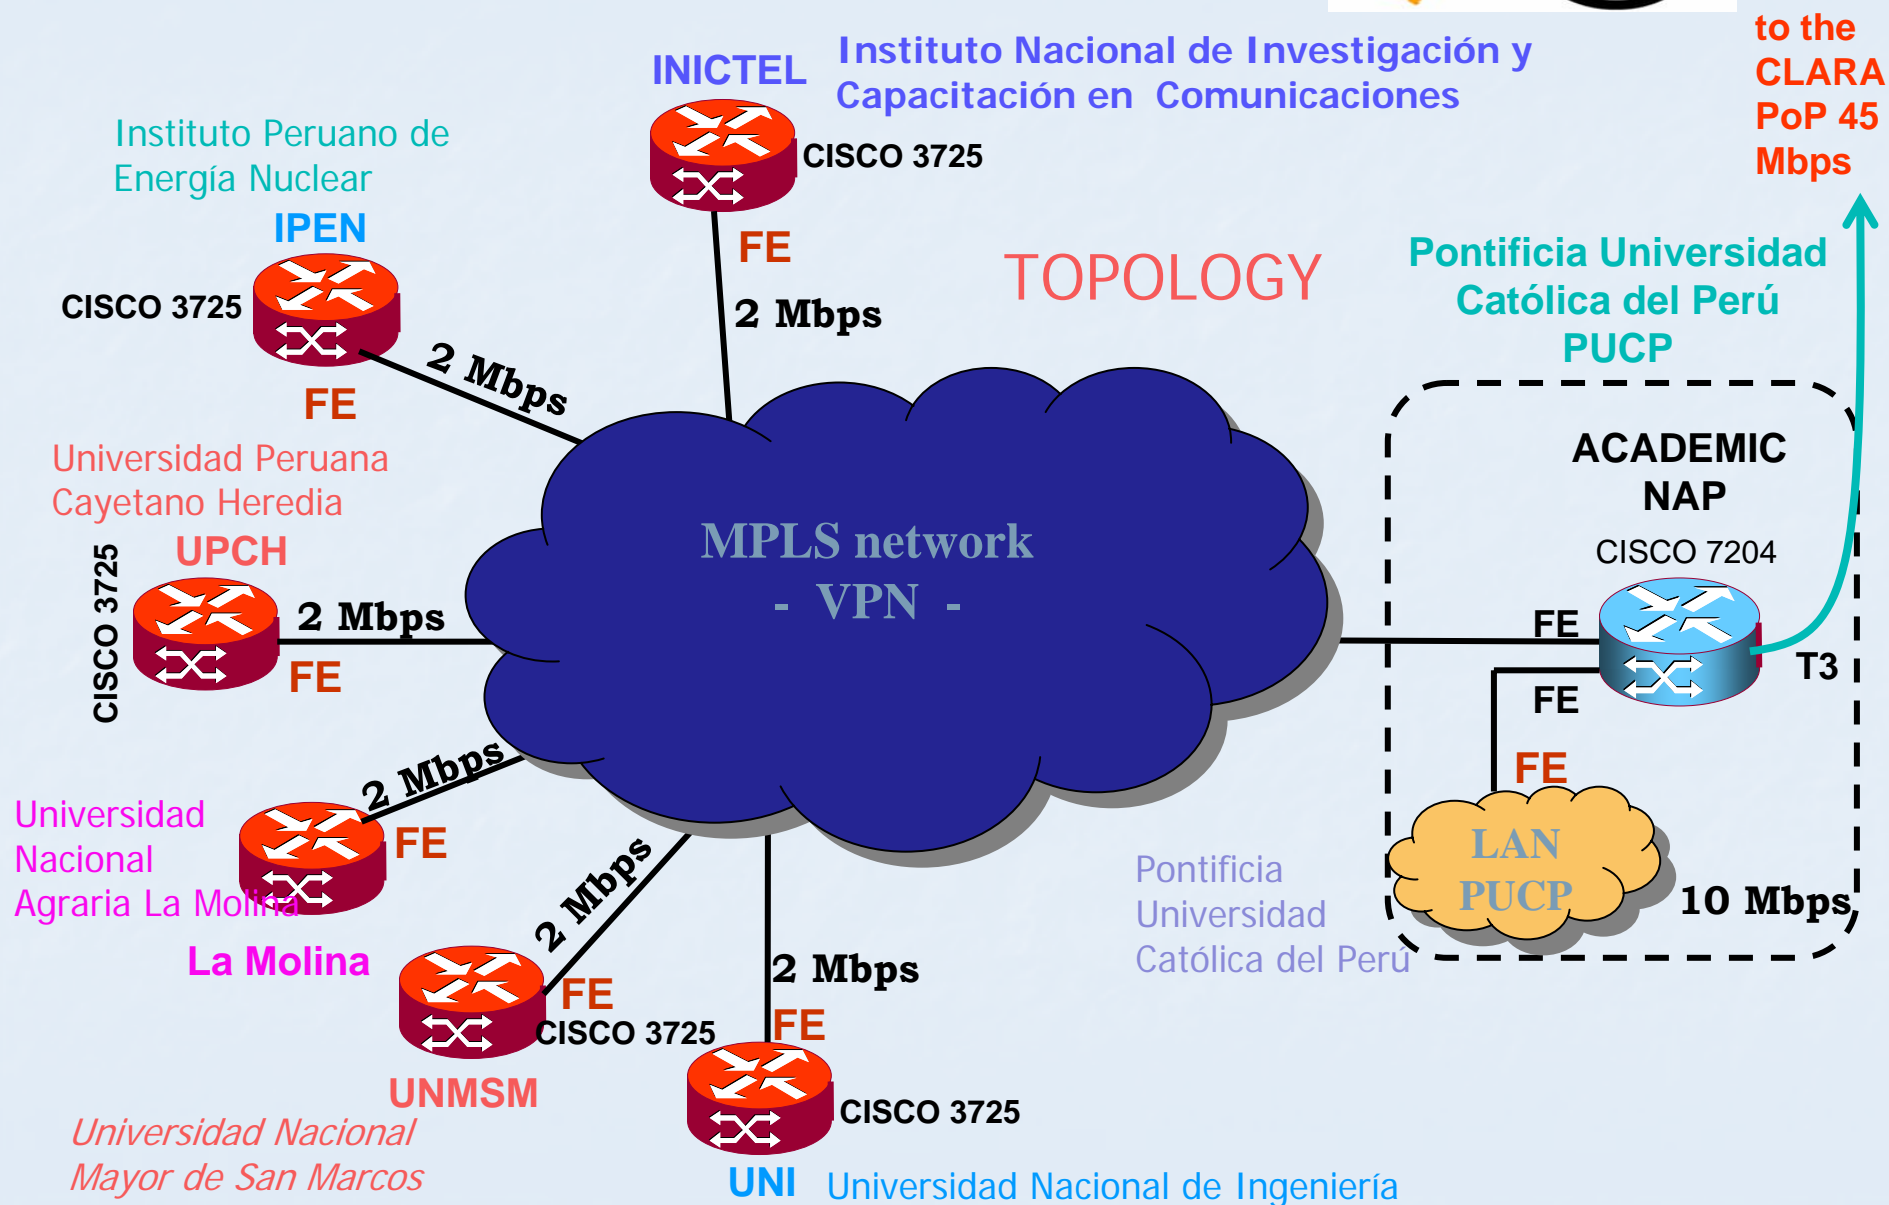 to the
CLARA
PoP 45
Mbps
INICTEL
Instituto Nacional de Investigación y
Capacitación en Comunicaciones
CISCO 3725
FE
2 Mbps
Instituto Peruano de
Energía Nuclear
IPEN
CISCO 3725
FE
2 Mbps
TOPOLOGY
Pontificia Universidad
Católica del Perú
PUCP
Universidad Peruana
Cayetano Heredia
UPCH
CISCO 3725
2 Mbps
FE
MPLS network
- VPN -
ACADEMIC
NAP
CISCO 7204
FE
FE
T3
FE
LAN
PUCP
10 Mbps
Pontificia
Universidad
Católica del Perú
2 Mbps
Universidad
Nacional
Agraria La Molina
FE
La Molina
2 Mbps
FE
CISCO 3725
UNMSM
Universidad Nacional
Mayor de San Marcos
2 Mbps
FE
CISCO 3725
UNI
Universidad Nacional de Ingeniería